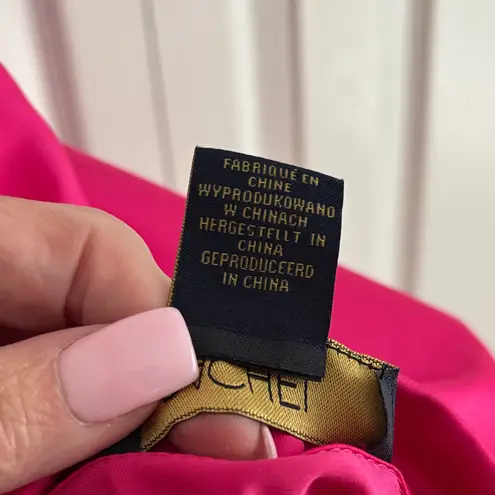 FABRIQUÉ EN
CHINE
WYPRODUKOWANO
W CHINACH
HERGESTELLT IN
CHINA
GEPRODUCEERD
IN CHINA